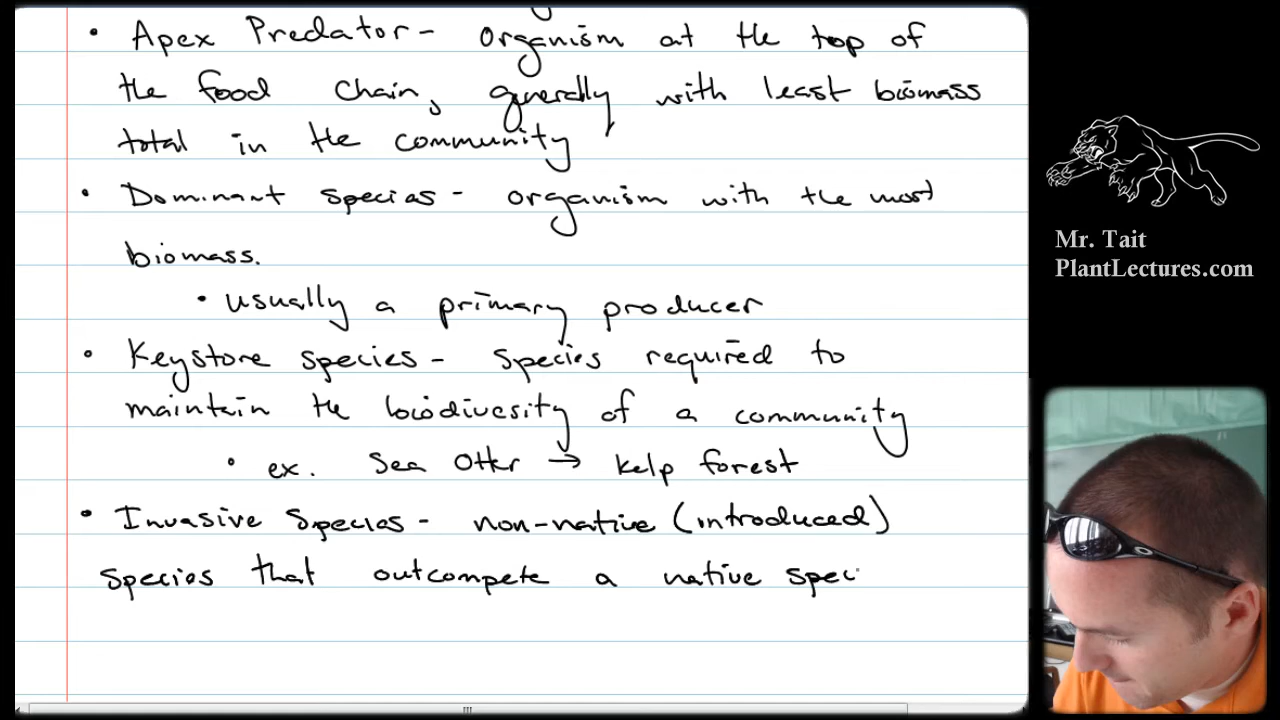 • Apex Predator - organism at the top of
the food chain, generally with least biomass
total in the community
• Dominant species - organism with the most
biomass.
• usually a primary producer
• Keystone species - species required to
maintain the biodiversity of a community
• ex. Sea Otter → kelp forest
• Invasive Species - non-native (introduced)
species that outcompete a native spec
Mr. Tait
PlantLectures.com